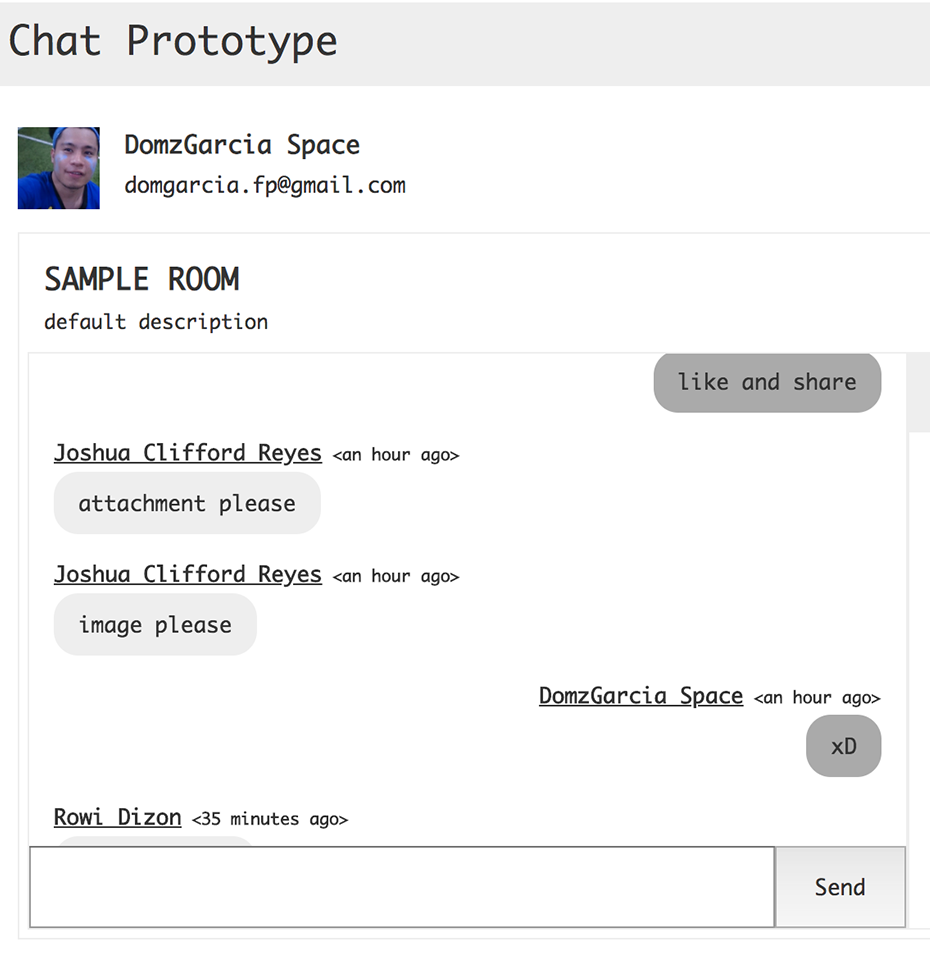 Chat Prototype
DomzGarcia Space
domgarcia.fp@gmail.com
SAMPLE ROOM
default description
like and share
Joshua Clifford Reyes <an hour ago>
attachment please
Joshua Clifford Reyes <an hour ago>
image please
DomzGarcia Space <an hour ago>
xD
Rowi Dizon <35 minutes ago>
Send